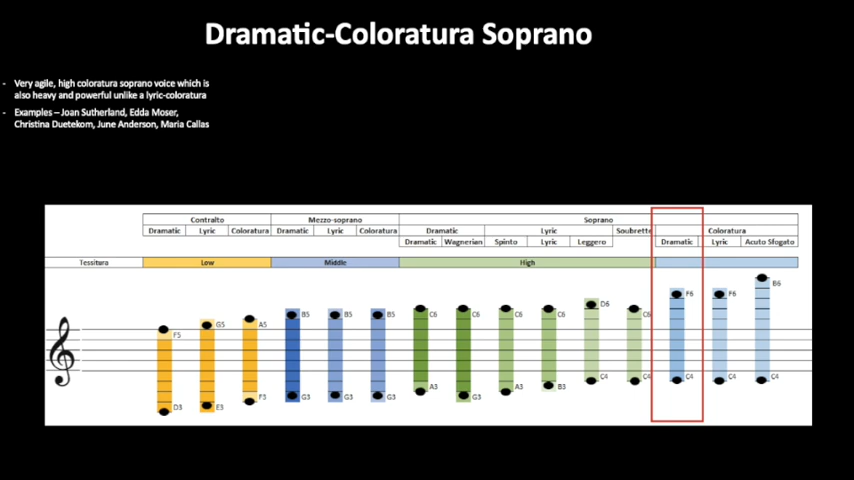 Dramatic-Coloratura Soprano
- Very agile, high coloratura soprano voice which is
also heavy and powerful unlike a lyric-coloratura
- Examples – Joan Sutherland, Edda Moser,
Christina Duetekom, June Anderson, Maria Callas
Contralto Mezzo-soprano Soprano
Dramatic Lyric Coloratura Dramatic Lyric Coloratura Dramatic Lyric Soubrette Coloratura
Dramatic Wagnerian Spinto Lyric Leggero Dramatic Lyric Acuto Sfogato
Tessitura Low Middle High
B6
F6 F6
D6
C6 C6 C6 C6 C6
B5 B5 B5
F5 G5 A5
C4 C4 C4 C4 C4
A3 A3 B3
G3 G3 G3 G3
D3 E3 F3